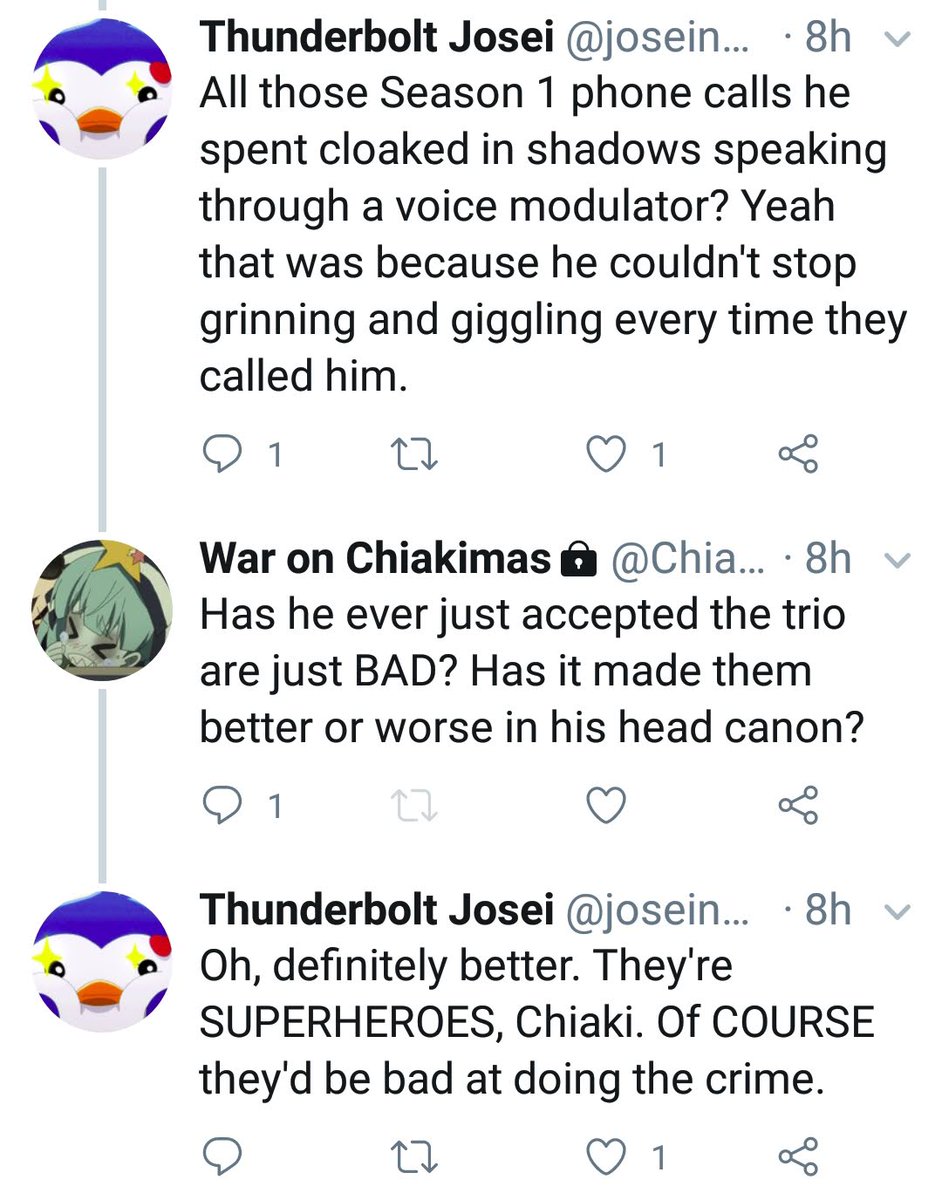 Thunderbolt Josei @josein... · 8h
All those Season 1 phone calls he
spent cloaked in shadows speaking
through a voice modulator? Yeah
that was because he couldn't stop
grinning and giggling every time they
called him.
1 1
War on Chiakimas @Chia... · 8h
Has he ever just accepted the trio
are just BAD? Has it made them
better or worse in his head canon?
1
Thunderbolt Josei @josein... · 8h
Oh, definitely better. They're
SUPERHEROES, Chiaki. Of COURSE
they'd be bad at doing the crime.
1